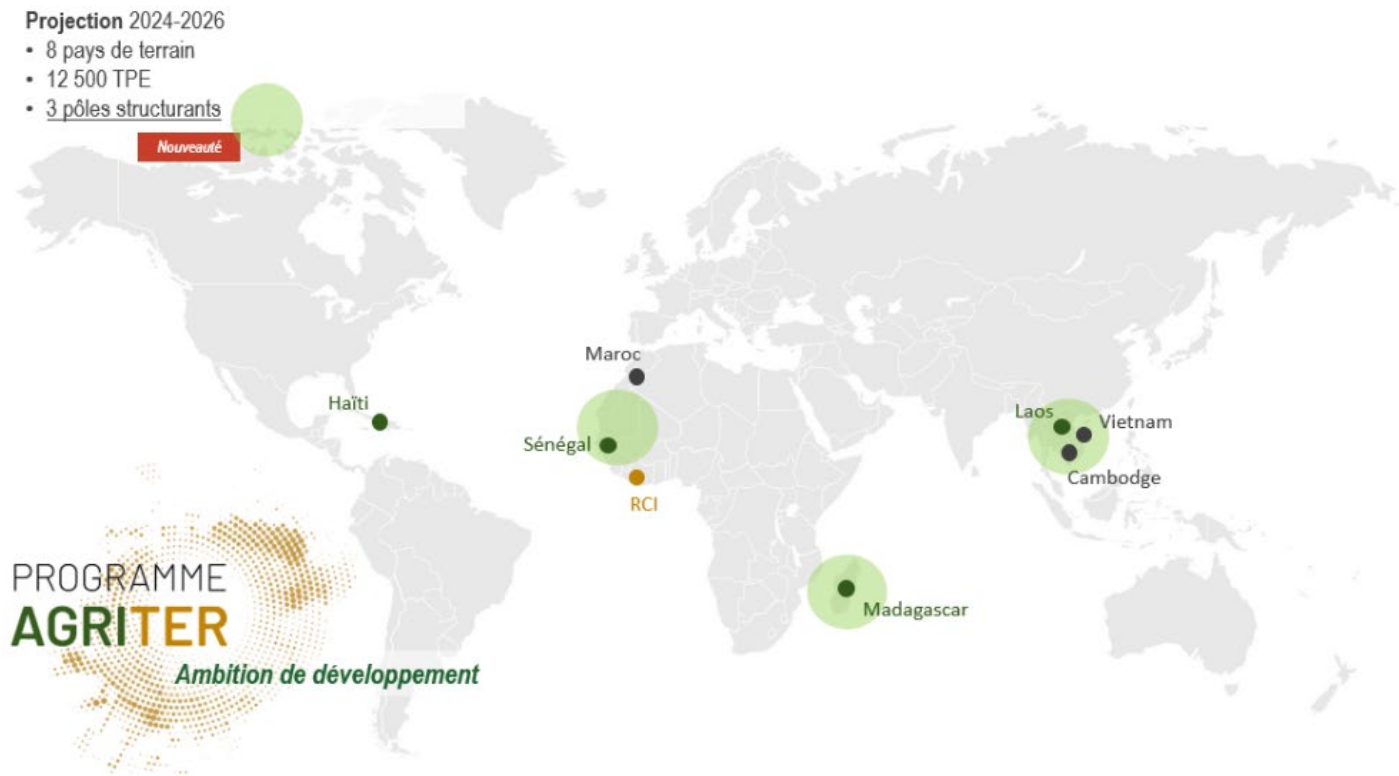 Projection 2024-2026
• 8 pays de terrain
• 12 500 TPE
• 3 pôles structurants
Nouveauté
Maroc
Haïti
Sénégal
RCI
Laos
Vietnam
Cambodge
Madagascar
PROGRAMME
AGRITER
Ambition de développement